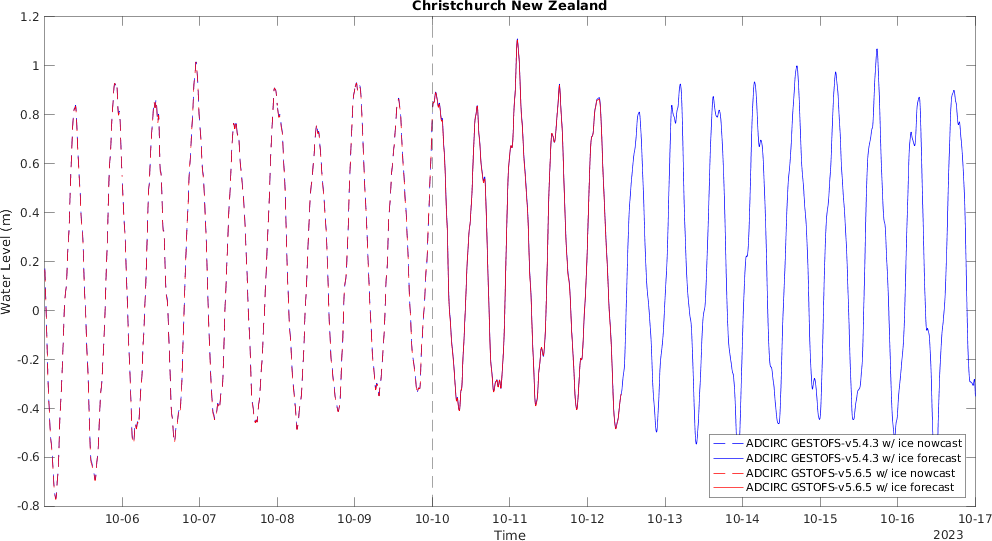 Christchurch New Zealand
1.2
1
0.8
0.6
0.4
0.2
0
-0.2
-0.4
-0.6
-0.8
Water Level (m)
10-06 10-07 10-08 10-09 10-10 10-11 10-12 10-13 10-14 10-15 10-16 10-17
Time
2023
ADCIRC GESTOFS-v5.4.3 w/ ice nowcast
ADCIRC GESTOFS-v5.4.3 w/ ice forecast
ADCIRC GSTOFS-v5.6.5 w/ ice nowcast
ADCIRC GSTOFS-v5.6.5 w/ ice forecast